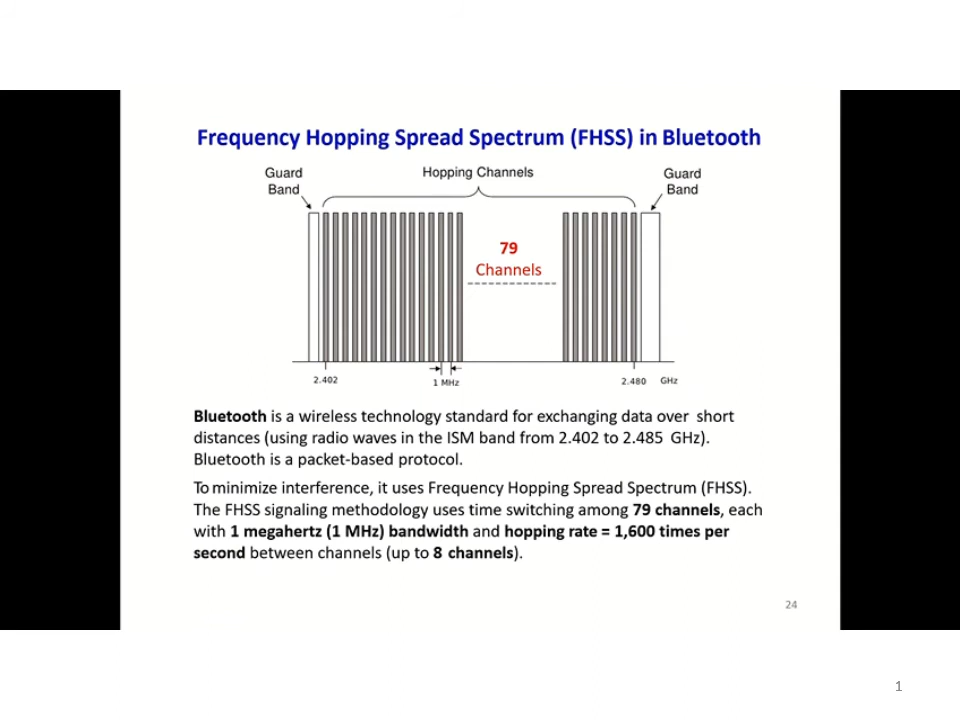 Frequency Hopping Spread Spectrum (FHSS) in Bluetooth
Guard
Band
Hopping Channels
Guard
Band
79
Channels
2.402
1 MHz
2.480 GHz
Bluetooth is a wireless technology standard for exchanging data over short
distances (using radio waves in the ISM band from 2.402 to 2.485 GHz).
Bluetooth is a packet-based protocol.
To minimize interference, it uses Frequency Hopping Spread Spectrum (FHSS).
The FHSS signaling methodology uses time switching among 79 channels, each
with 1 megahertz (1 MHz) bandwidth and hopping rate = 1,600 times per
second between channels (up to 8 channels).
24
1